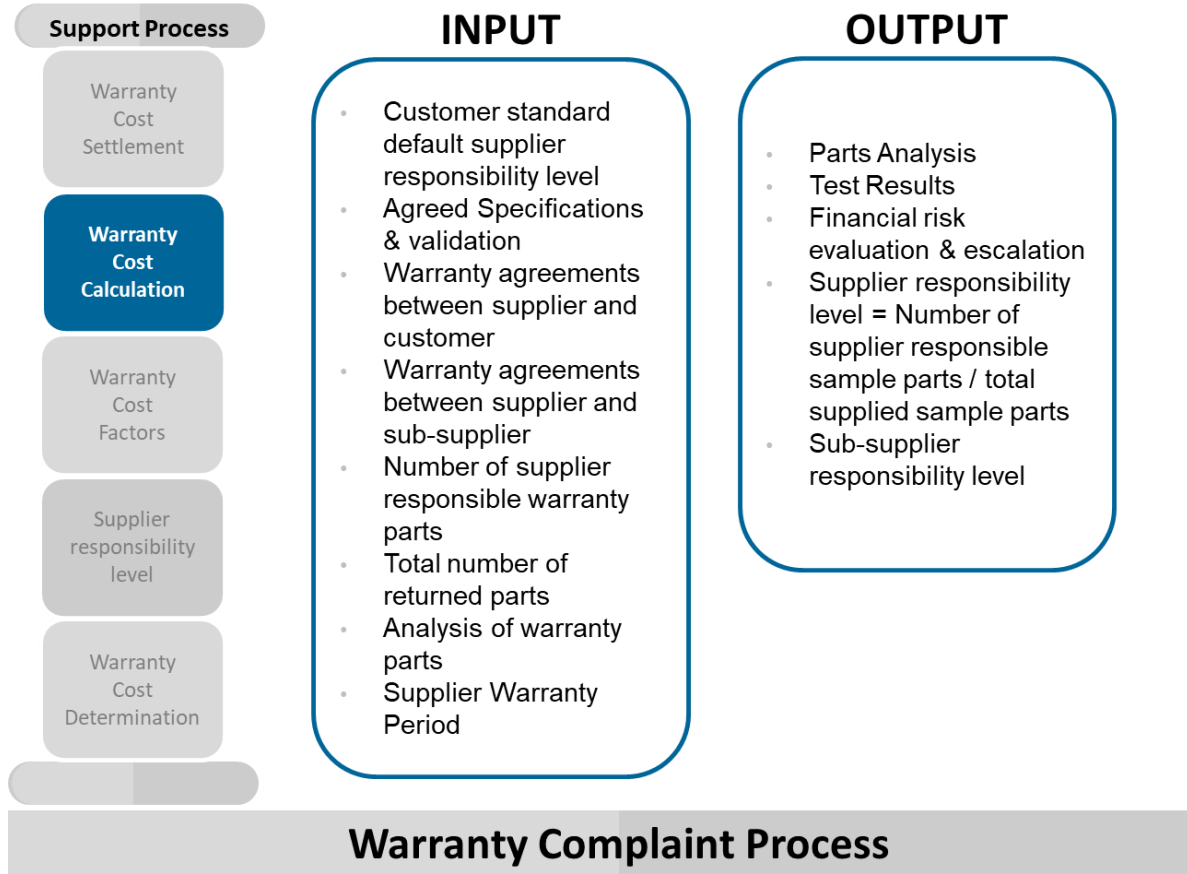 Support Process
Warranty
Cost
Settlement
Warranty
Cost
Calculation
Warranty
Cost
Factors
Supplier
responsibility
level
Warranty
Cost
Determination
INPUT
• Customer standard
default supplier
responsibility level
• Agreed Specifications
& validation
• Warranty agreements
between supplier and
customer
• Warranty agreements
between supplier and
sub-supplier
• Number of supplier
responsible warranty
parts
• Total number of
returned parts
• Analysis of warranty
parts
• Supplier Warranty
Period
OUTPUT
• Parts Analysis
• Test Results
• Financial risk
evaluation & escalation
• Supplier responsibility
level = Number of
supplier responsible
sample parts / total
supplied sample parts
• Sub-supplier
responsibility level
Warranty Complaint Process